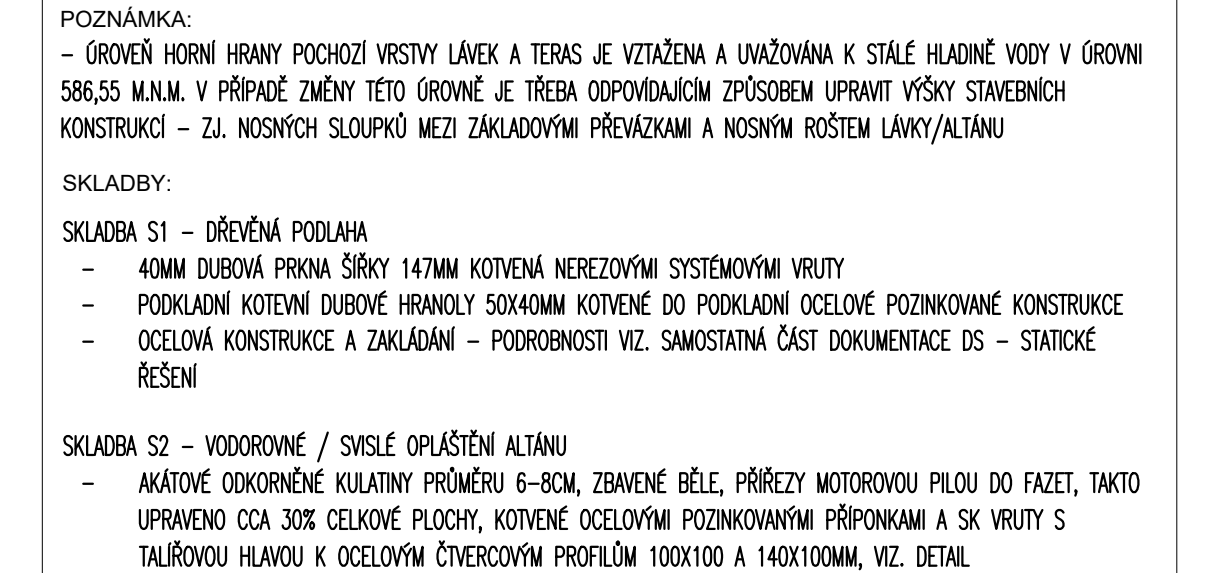 POZNÁMKA:
– ÚROVEŇ HORNÍ HRANY POCHOZÍ VRSTVY LÁVEK A TERAS JE VZTAŽENA A UVAŽOVÁNA K STÁLÉ HLADINĚ VODY V ÚROVNI
586,55 M.N.M. V PŘÍPADĚ ZMĚNY TÉTO ÚROVNĚ JE TŘEBA ODPOVÍDAJÍCÍM ZPŮSOBEM UPRAVIT VÝŠKY STAVEBNÍCH
KONSTRUKCÍ – ZJ. NOSNÝCH SLOUPKŮ MEZI ZÁKLADOVÝMI PŘEVÁZKAMI A NOSNÝM ROŠTEM LÁVKY/ALTÁNU
SKLADBY:
SKLADBA S1 – DŘEVĚNÁ PODLAHA
– 40MM DUBOVÁ PRKNA ŠÍŘKY 147MM KOTVENÁ NEREZOVÝMI SYSTÉMOVÝMI VRUTY
– PODKLADNÍ KOTEVNÍ DUBOVÉ HRANOLY 50X40MM KOTVENÉ DO PODKLADNÍ OCELOVÉ POZINKOVANÉ KONSTRUKCE
– OCELOVÁ KONSTRUKCE A ZAKLÁDÁNÍ – PODROBNOSTI VIZ. SAMOSTATNÁ ČÁST DOKUMENTACE DS – STATICKÉ
ŘEŠENÍ
SKLADBA S2 – VODOROVNÉ / SVISLÉ OPLÁŠTĚNÍ ALTÁNU
– AKÁTOVÉ ODKORNĚNÉ KULATINY PRŮMĚRU 6–8CM, ZBAVENÉ BĚLE, PŘÍŘEZY MOTOROVOU PILOU DO FAZET, TAKTO
UPRAVENO CCA 30% CELKOVÉ PLOCHY, KOTVENÉ OCELOVÝMI POZINKOVANÝMI PŘÍPONKAMI A SK VRUTY S
TALÍŘOVOU HLAVOU K OCELOVÝM ČTVERCOVÝM PROFILŮM 100X100 A 140X100MM, VIZ. DETAIL